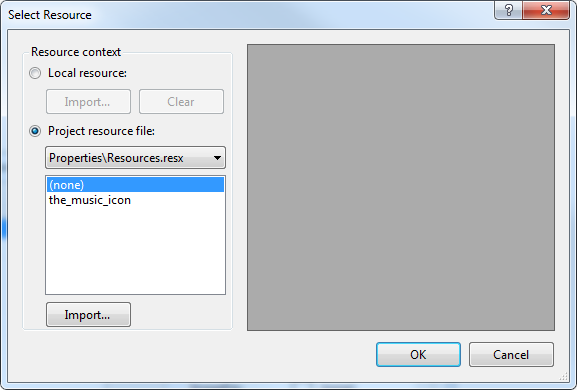 Select Resource
Resource context
Local resource:
Import... Clear
Project resource file:
Properties\Resources.resx
(none)
the_music_icon
Import...
OK Cancel